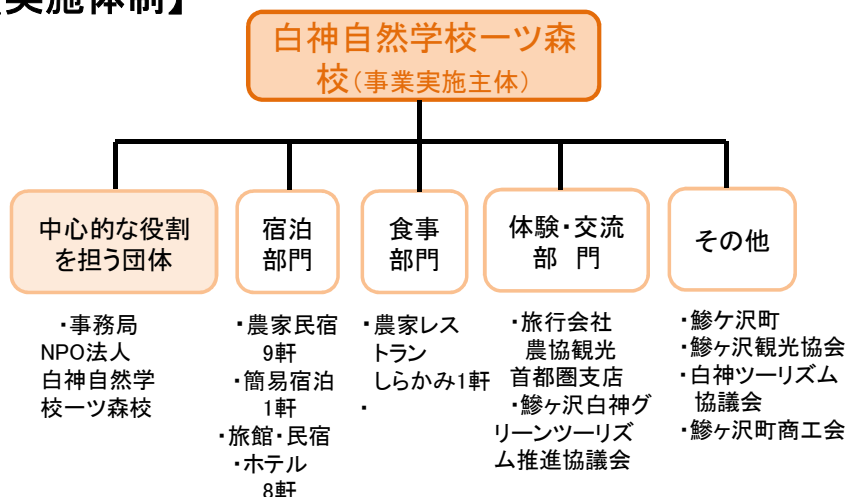 実施体制】
白神自然学校一ツ森
校(事業実施主体)
中心的な役割
を担う団体
・事務局
NPO法人
白神自然学
校一ツ森校
宿泊
部門
・農家民宿
9軒
・簡易宿泊
1軒
・旅館・民宿
・ホテル
8軒
食事
部門
・農家レス
トラン
しらかみ1軒
・
体験・交流
部 門
・旅行会社
農協観光
首都圏支店
・鰺ヶ沢白神グ
リーンツーリズ
ム推進協議会
その他
・鰺ケ沢町
・鰺ヶ沢観光協会
・白神ツーリズム
協議会
・鰺ヶ沢町商工会